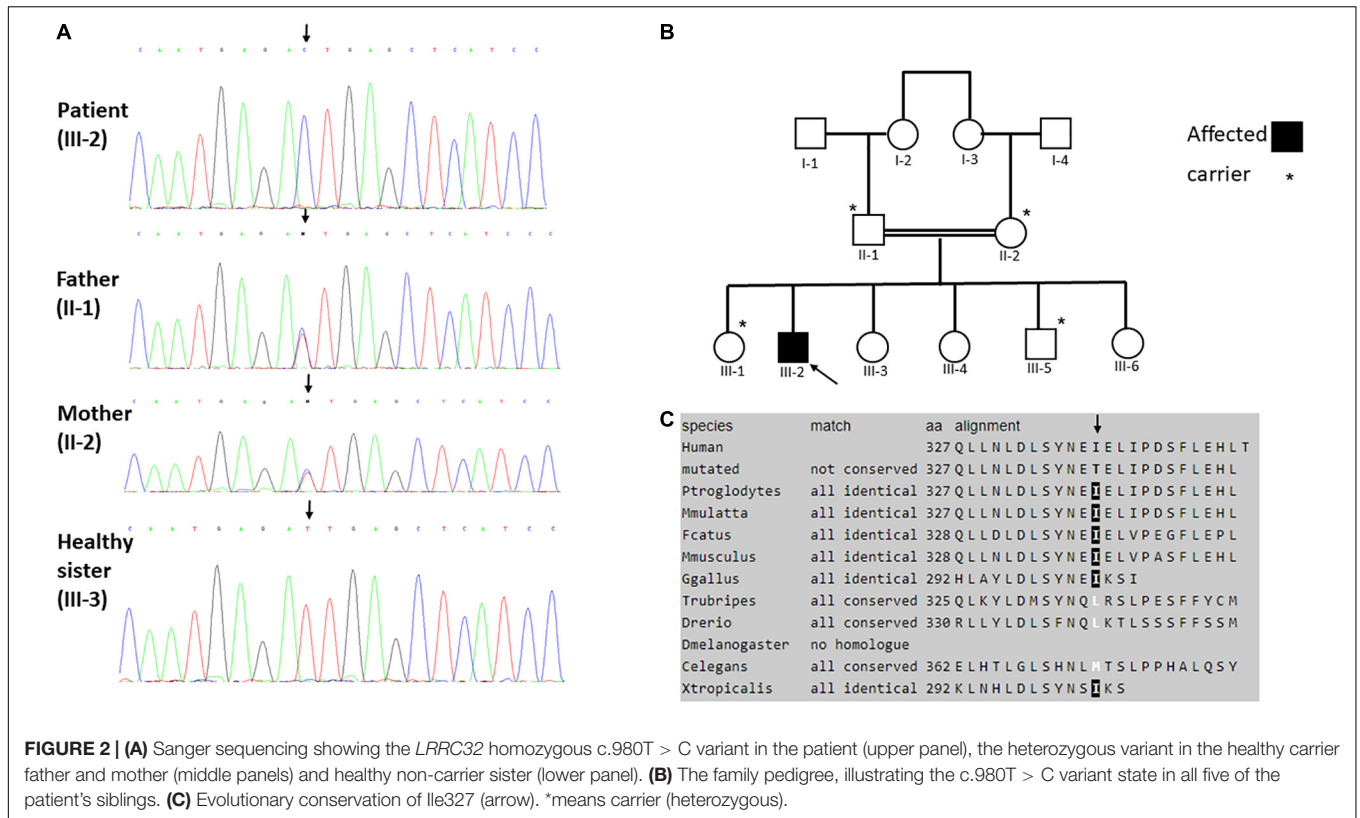 A
C A A T G A G A C T G A G C T C A T C C
Patient
(III-2)
C A A T G A G A N T G A G C T C A T C C C
Father
(II-1)
C A A T G A G A N T G A G C T C A T C C
Mother
(II-2)
C A A T G A G A T T G A G C T C A T C C
Healthy
sister
(III-3)
B
I-1 I-2 I-3 I-4
Affected
carrier *
* *
II-1 II-2
* *
III-1 III-2 III-3 III-4 III-5 III-6
C
species match aa alignment
Human 327 Q L L N L D L S Y N E I E L I P D S F L E H L T
mutated not conserved 327 Q L L N L D L S Y N E T E L I P D S F L E H L
Ptroglodytes all identical 327 Q L L N L D L S Y N E I E L I P D S F L E H L
Mmulatta all identical 327 Q L L N L D L S Y N E I E L I P D S F L E H L
Fcatus all identical 328 Q L L D L D L S Y N E I E L V P E G F L E P L
Mmusculus all identical 328 Q L L N L D L S Y N E I E L V P A S F L E H L
Ggallus all identical 292 H L A Y L D L S Y N E I K S I
Trubripes all conserved 325 Q L K Y L D M S Y N Q L R S L P E S F F Y C M
Drerio all conserved 330 R L L Y L D L S F N Q L K T L S S S F F S S M
Dmelanogaster no homologue
Celegans all conserved 362 E L H T L G L S H N L M T S L P P H A L Q S Y
Xtropicalis all identical 292 K L N H L D L S Y N S I K S
FIGURE 2 | (A) Sanger sequencing showing the LRRC32 homozygous c.980T > C variant in the patient (upper panel), the heterozygous variant in the healthy carrier
father and mother (middle panels) and healthy non-carrier sister (lower panel). (B) The family pedigree, illustrating the c.980T > C variant state in all five of the
patient's siblings. (C) Evolutionary conservation of Ile327 (arrow). *means carrier (heterozygous).